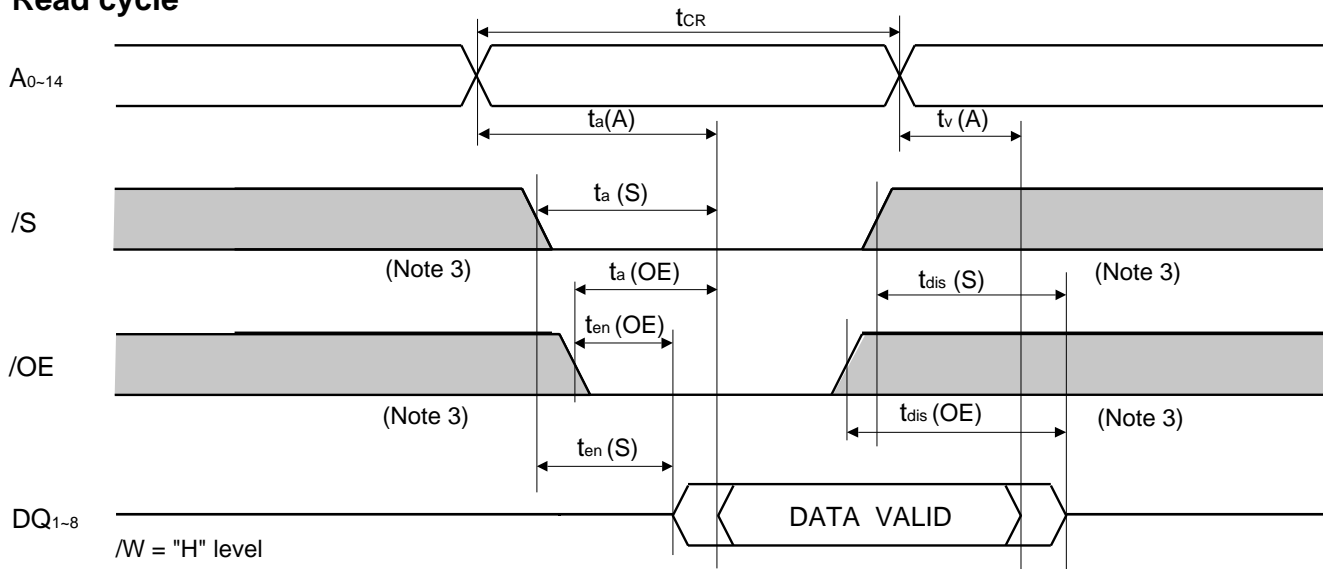 Read cycle
tCR
A0~14
ta(A)
tv (A)
/S
ta (S)
(Note 3)
(Note 3)
ta (OE)
tdis (S)
ten (OE)
/OE
(Note 3)
(Note 3)
tdis (OE)
ten (S)
DQ1~8
DATA VALID
/W = "H" level